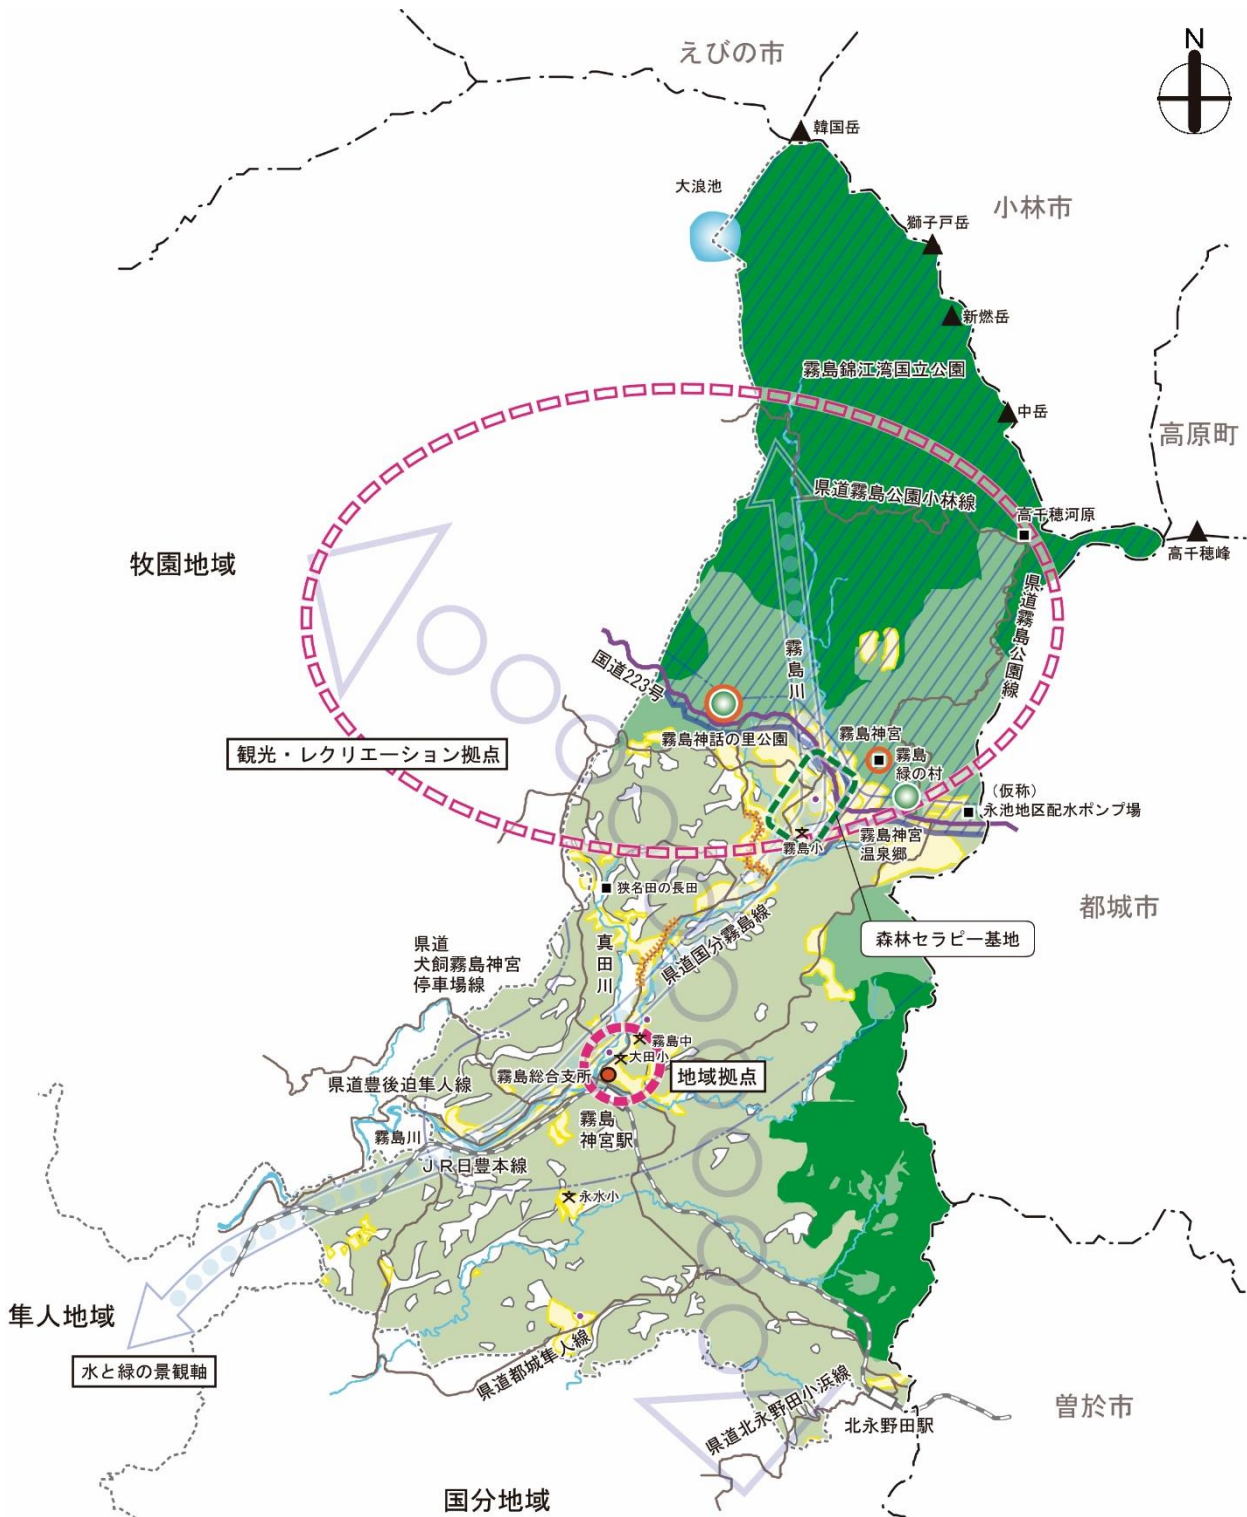 えびの市
N
韓国岳
大浪池
小林市
獅子戸岳
新燃岳
霧島錦江湾国立公園
中岳
高原町
県道霧島公園小林線
高千穂河原
高千穂峰
牧園地域
県道霧島公園線
霧島川
国道223号
霧島神話の里公園
霧島神宮
観光・レクリエーション拠点
霧島
緑の村
(仮称)
永池地区配水ポンプ場
霧島神宮
温泉郷
霧島小
狭名田の長田
都城市
県道国分霧島線
森林セラピー基地
真田川
県道
犬飼霧島神宮
停車場線
霧島中
大田小
霧島総合支所
地域拠点
県道豊後迫隼人線
霧島
神宮駅
霧島川
JR日豊本線
永水小
隼人地域
水と緑の景観軸
県道都城隼人線
県道北永野田小浜線
北永野田駅
曽於市
国分地域